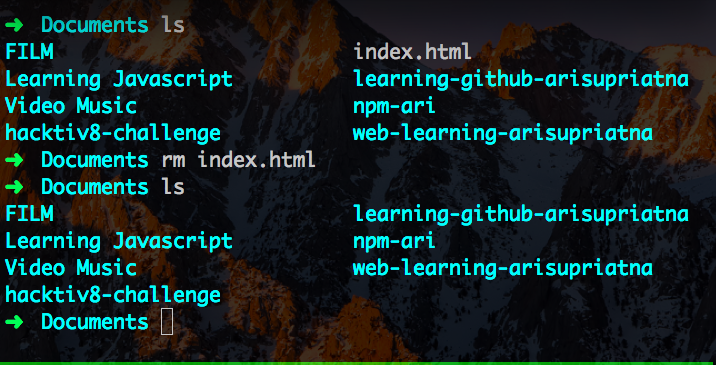 ➜ Documents ls
FILM index.html
Learning Javascript learning-github-arisupriatna
Video Music npm-ari
hacktiv8-challenge web-learning-arisupriatna
➜ Documents rm index.html
➜ Documents ls
FILM learning-github-arisupriatna
Learning Javascript npm-ari
Video Music web-learning-arisupriatna
hacktiv8-challenge
➜ Documents